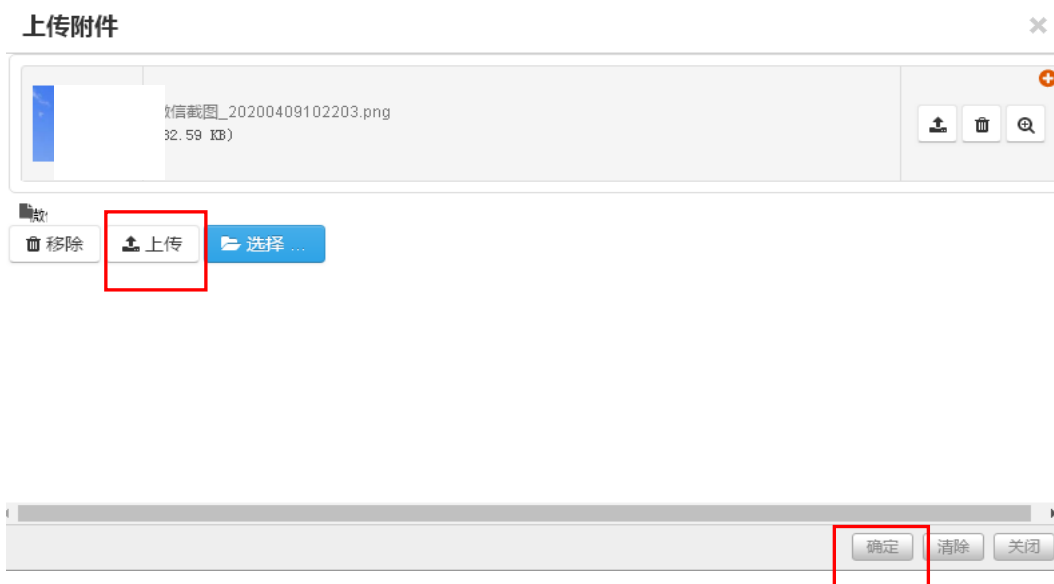 上传附件
信截图_20200409102203.png
32.59 KB)
移除 上传 选择 ...
确定 清除 关闭